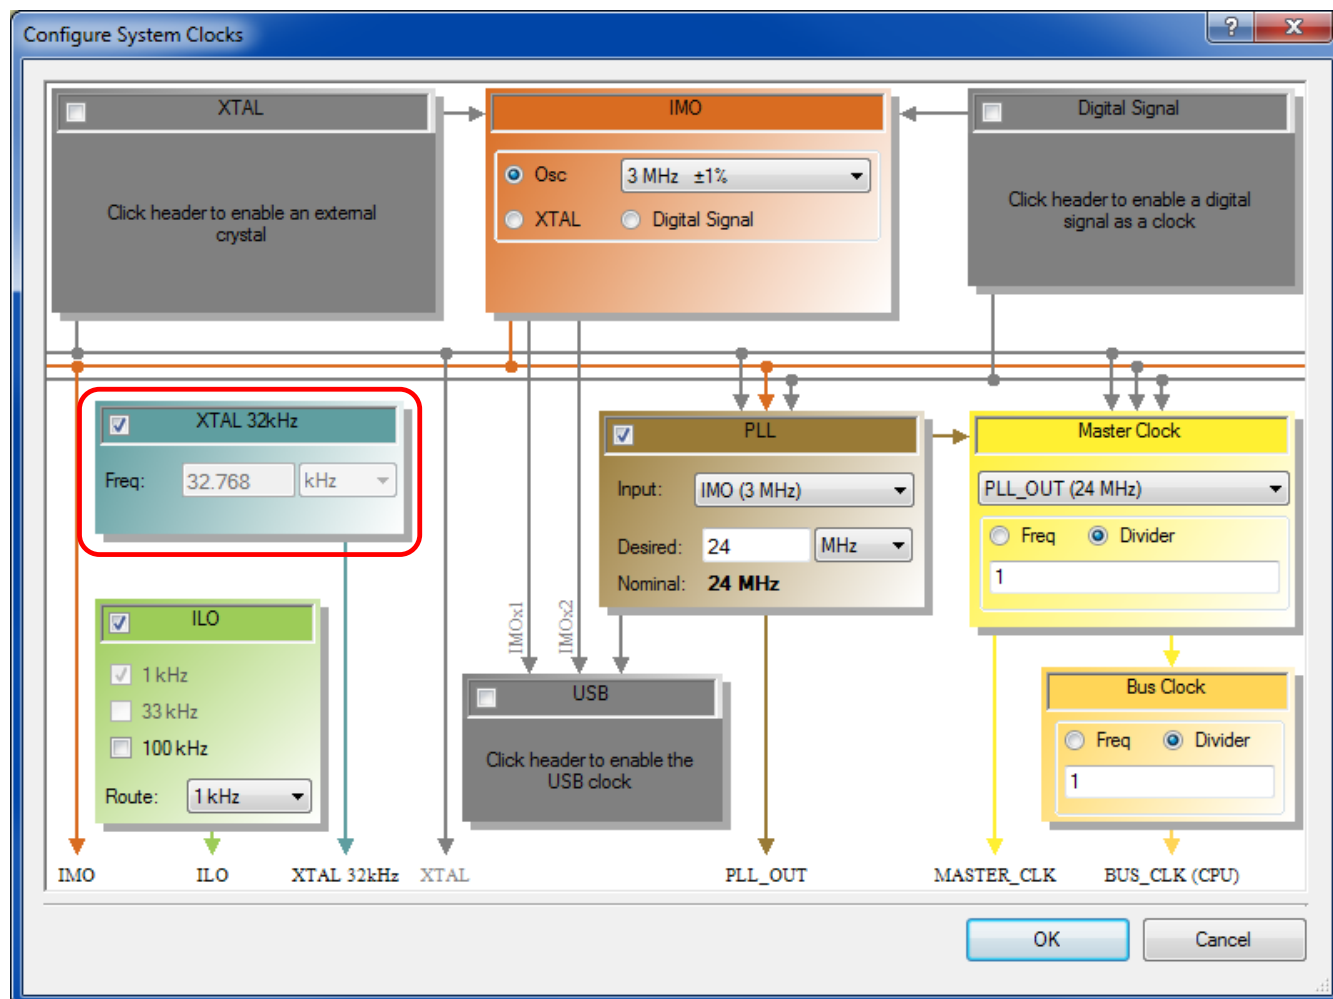 Configure System Clocks
?
X
XTAL
Click header to enable an external
crystal
IMO
Osc
3 MHz ±1%
XTAL
Digital Signal
Digital Signal
Click header to enable a digital
signal as a clock
XTAL 32kHz
Freq:
32.768
kHz
ILO
1 kHz
33 kHz
100 kHz
Route:
1 kHz
IMOx1
IMOx2
PLL
Input:
IMO (3 MHz)
Desired:
24
MHz
Nominal:
24 MHz
USB
Click header to enable the
USB clock
Master Clock
PLL_OUT (24 MHz)
Freq
Divider
1
Bus Clock
Freq
Divider
1
IMO
ILO
XTAL 32kHz
XTAL
PLL_OUT
MASTER_CLK
BUS_CLK (CPU)
OK
Cancel